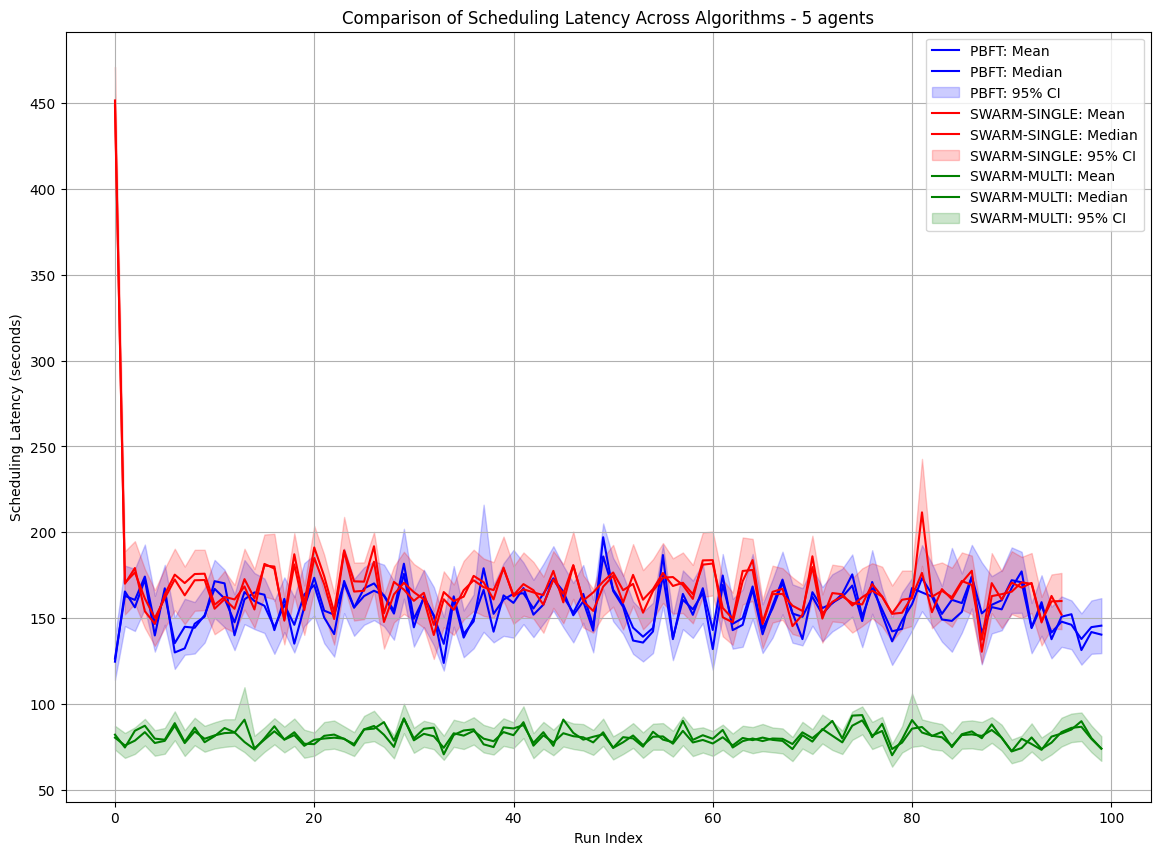 Comparison of Scheduling Latency Across Algorithms - 5 agents
PBFT: Mean
PBFT: Median
PBFT: 95% CI
SWARM-SINGLE: Mean
SWARM-SINGLE: Median
SWARM-SINGLE: 95% CI
SWARM-MULTI: Mean
SWARM-MULTI: Median
SWARM-MULTI: 95% CI
Scheduling Latency (seconds)
450
400
350
300
250
200
150
100
50
0
20
40
60
80
100
Run Index